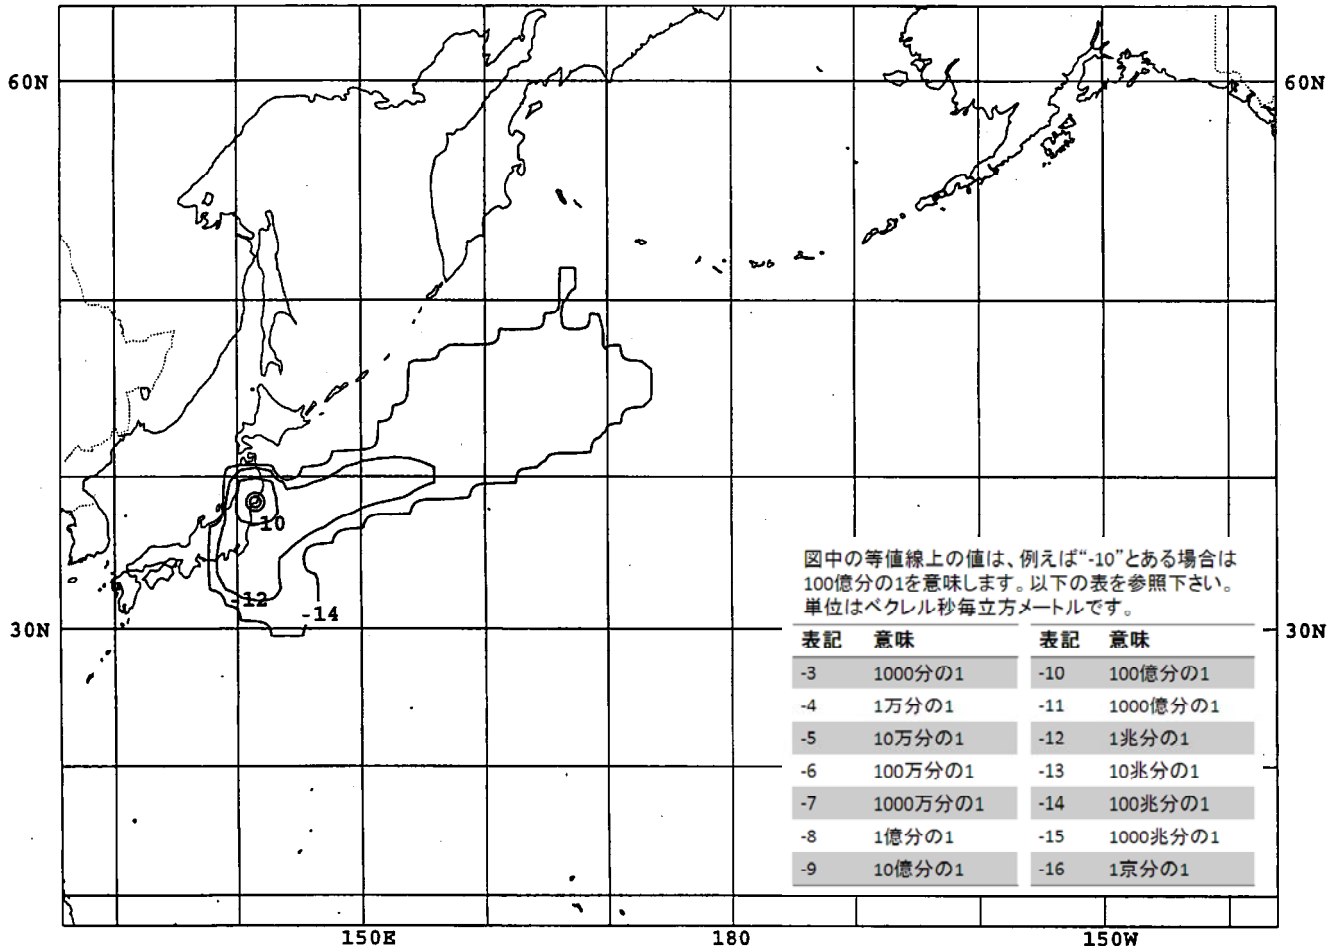 60N
60N
10
-12
-14
図中の等値線上の値は、例えば“-10”とある場合は
100億分の1を意味します。以下の表を参照下さい。
単位はベクレル秒毎立方メートルです。
30N
30N
表記 意味 表記 意味
-3 1000分の1 -10 100億分の1
-4 1万分の1 -11 1000億分の1
-5 10万分の1 -12 1兆分の1
-6 100万分の1 -13 10兆分の1
-7 1000万分の1 -14 100兆分の1
-8 1億分の1 -15 1000兆分の1
-9 10億分の1 -16 1京分の1
150E 180 150W